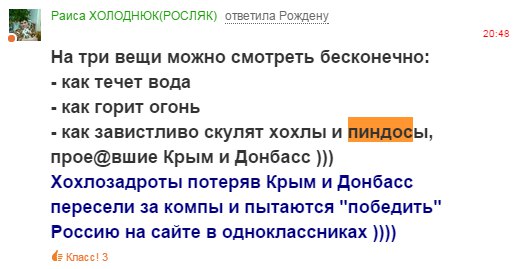 Раиса ХОЛОДНЮК(РОСЛЯК) ответила Рождену
20:48
На три вещи можно смотреть бесконечно:
- как течет вода
- как горит огонь
- как завистливо скулят хохлы и пиндосы,
прое@вшие Крым и Донбасс )))
Хохлозадроты потеряв Крым и Донбасс
пересели за компы и пытаются "победить"
Россию на сайте в одноклассниках ))))
Класс! 3